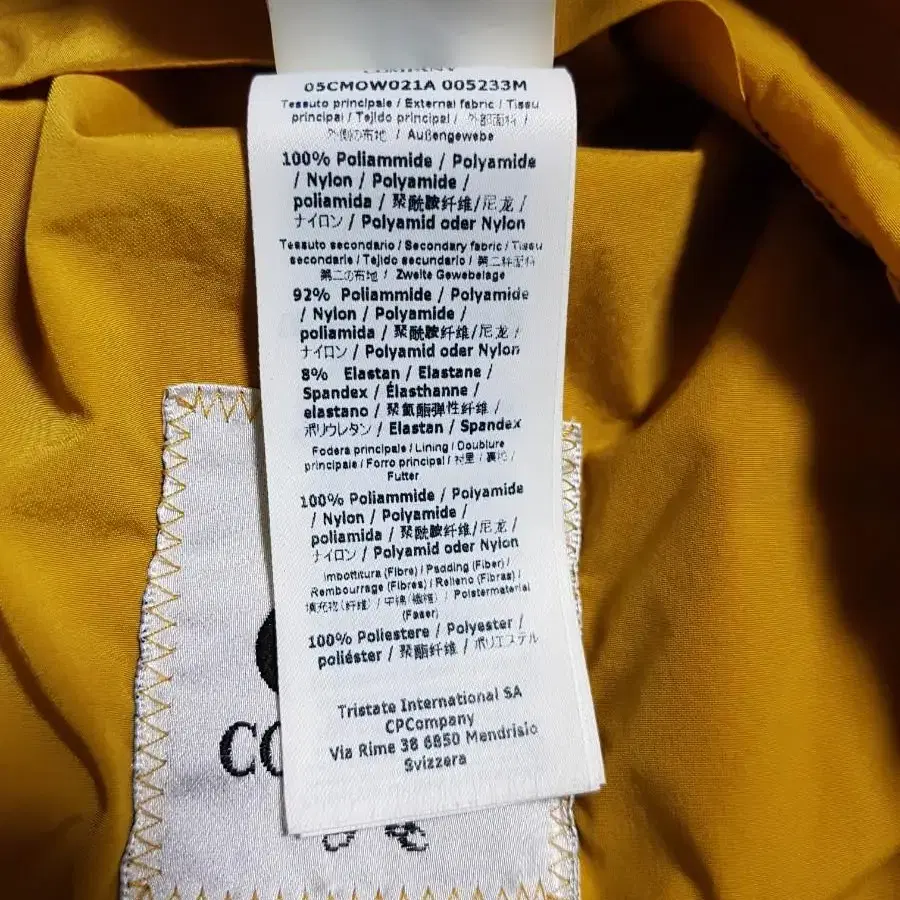 COMPANY
05CMOW021A 005233M
Tessuto principale / External fabric / Tissu
principal / Tejido principal / 外部面料 /
外側の布地 / Außengewebe
100% Poliammide / Polyamide
/ Nylon / Polyamide /
poliamida / 聚酰胺纤维/尼龙 /
ナイロン / Polyamid oder Nylon
Tessuto secondario / Secondary fabric / Tissu
secondarie / Tejido secundario / 第二种面料
第二の布地 / Zweite Gewebelage
92% Poliammide / Polyamide
/ Nylon / Polyamide /
poliamida / 聚酰胺纤维/尼龙 /
ナイロン / Polyamid oder Nylon
8% Elastan / Elastane /
Spandex / Élasthanne /
elastano / 聚氨酯弹性纤维 /
ポリウレタン / Elastan / Spandex
Fodera principale / Lining / Doublure
principale / Forro principal / 衬里 / 裏地 /
Futter
100% Poliammide / Polyamide
/ Nylon / Polyamide /
poliamida / 聚酰胺纤维/尼龙 /
ナイロン / Polyamid oder Nylon
Imbottitura (Fibre) / Padding (Fiber) /
Rembourrage (Fibres) / Relleno (Fibras) /
填充物 (纤维) / 中綿 (繊維) / Polstermaterial
(Faser)
100% Poliestere / Polyester /
poliéster / 聚酯纤维 / ポリエステル
Tristate International SA
CPCompany
Via Rime 38 6850 Mendrisio
Svizzera
CO